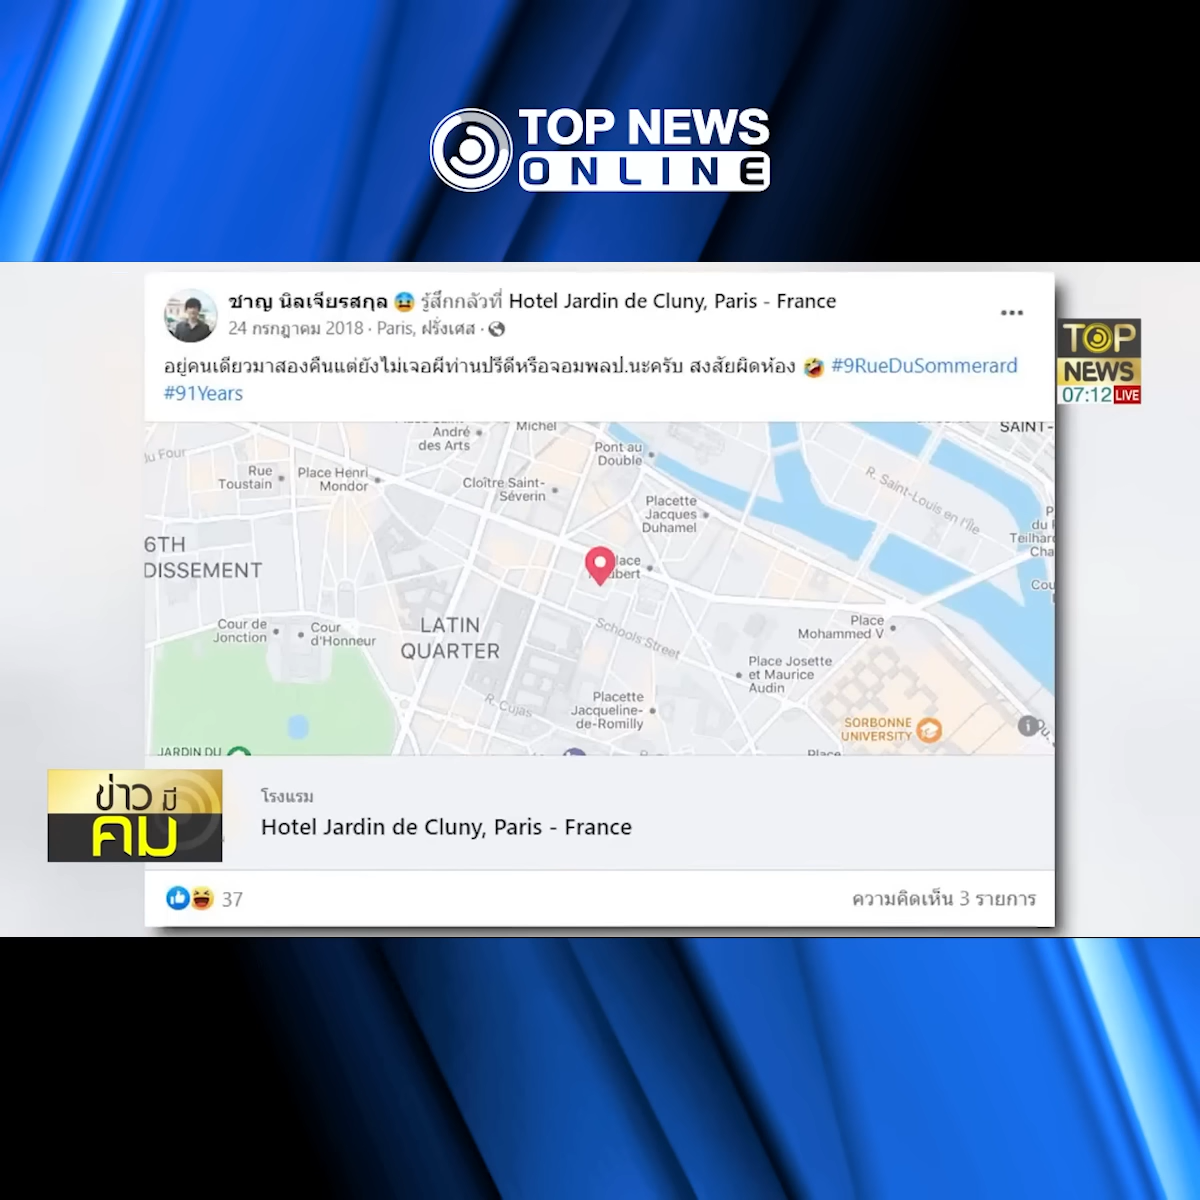 TOP NEWS
ONLINE
ชาญ นิลเจียรสกุล 😰 รู้สึกกลัวที่ Hotel Jardin de Cluny, Paris - France
24 กรกฎาคม 2018 · Paris, ฝรั่งเศส ·
อยู่คนเดียวมาสองคืนแต่ยังไม่เจอผีท่านปรีดีหรือจอมพลป.นะครับ สงสัยผิดห้อง 🤣 #9RueDuSommerard
#91Years
TOP
NEWS
07:12 LIVE
Michel
SAINT-
André
des Arts
du Four
Pont au
Double
Rue
Toustain
Place Henri
Mondor
Cloître Saint-
Séverin
R. Saint-Louis en l'Île
Placette
Jacques
Duhamel
Teilhar
Cha
6TH
DISSEMENT
lace
bert
Cou
Cour de
Jonction
Cour
d'Honneur
LATIN
QUARTER
Schools Street
Place
Mohammed V
Place Josette
et Maurice
Audin
R. Cujas
Placette
Jacqueline-
de-Romilly
SORBONNE
UNIVERSITY
JARDIN DU
Place
ข่าวมี
คม
โรงแรม
Hotel Jardin de Cluny, Paris - France
37
ความคิดเห็น 3 รายการ